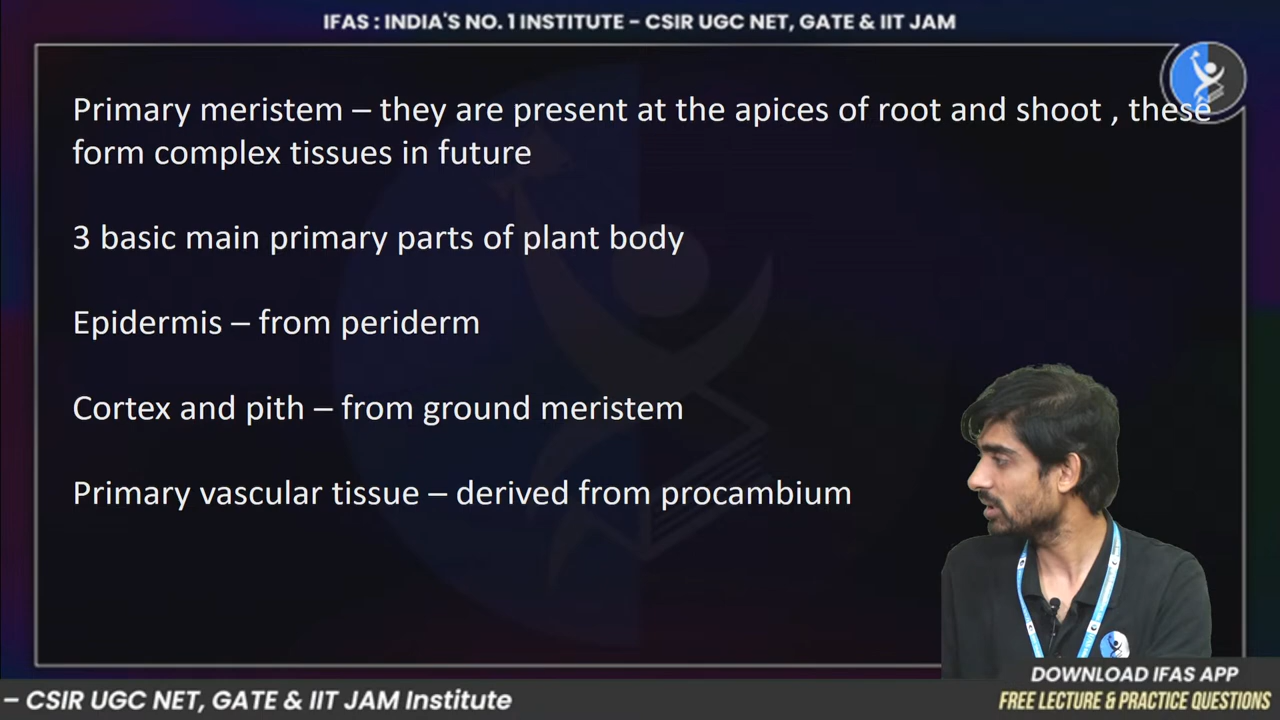 IFAS : INDIA'S NO. 1 INSTITUTE - CSIR UGC NET, GATE & IIT JAM
Primary meristem – they are present at the apices of root and shoot , these
form complex tissues in future
3 basic main primary parts of plant body
Epidermis – from periderm
Cortex and pith – from ground meristem
Primary vascular tissue – derived from procambium
DOWNLOAD IFAS APP
– CSIR UGC NET, GATE & IIT JAM Institute
FREE LECTURE & PRACTICE QUESTIONS